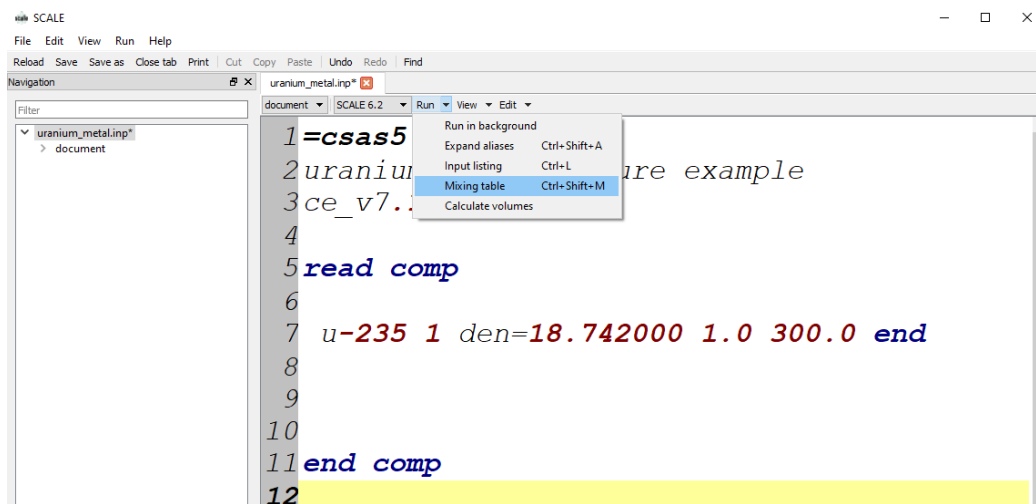 SCALE
File Edit View Run Help
Reload Save Save as Close tab Print Cut Copy Paste Undo Redo Find
Navigation
uranium_metal.inp*
Filter
document SCALE 6.2 Run View Edit
uranium_metal.inp*
document
Run in background
Expand aliases Ctrl+Shift+A
Input listing Ctrl+L
Mixing table Ctrl+Shift+M
Calculate volumes
1 =csas5
2 ure example
3 ce_v7.
4
5 read comp
6
7 u-235 1 den=18.742000 1.0 300.0 end
8
9
10
11 end comp
12